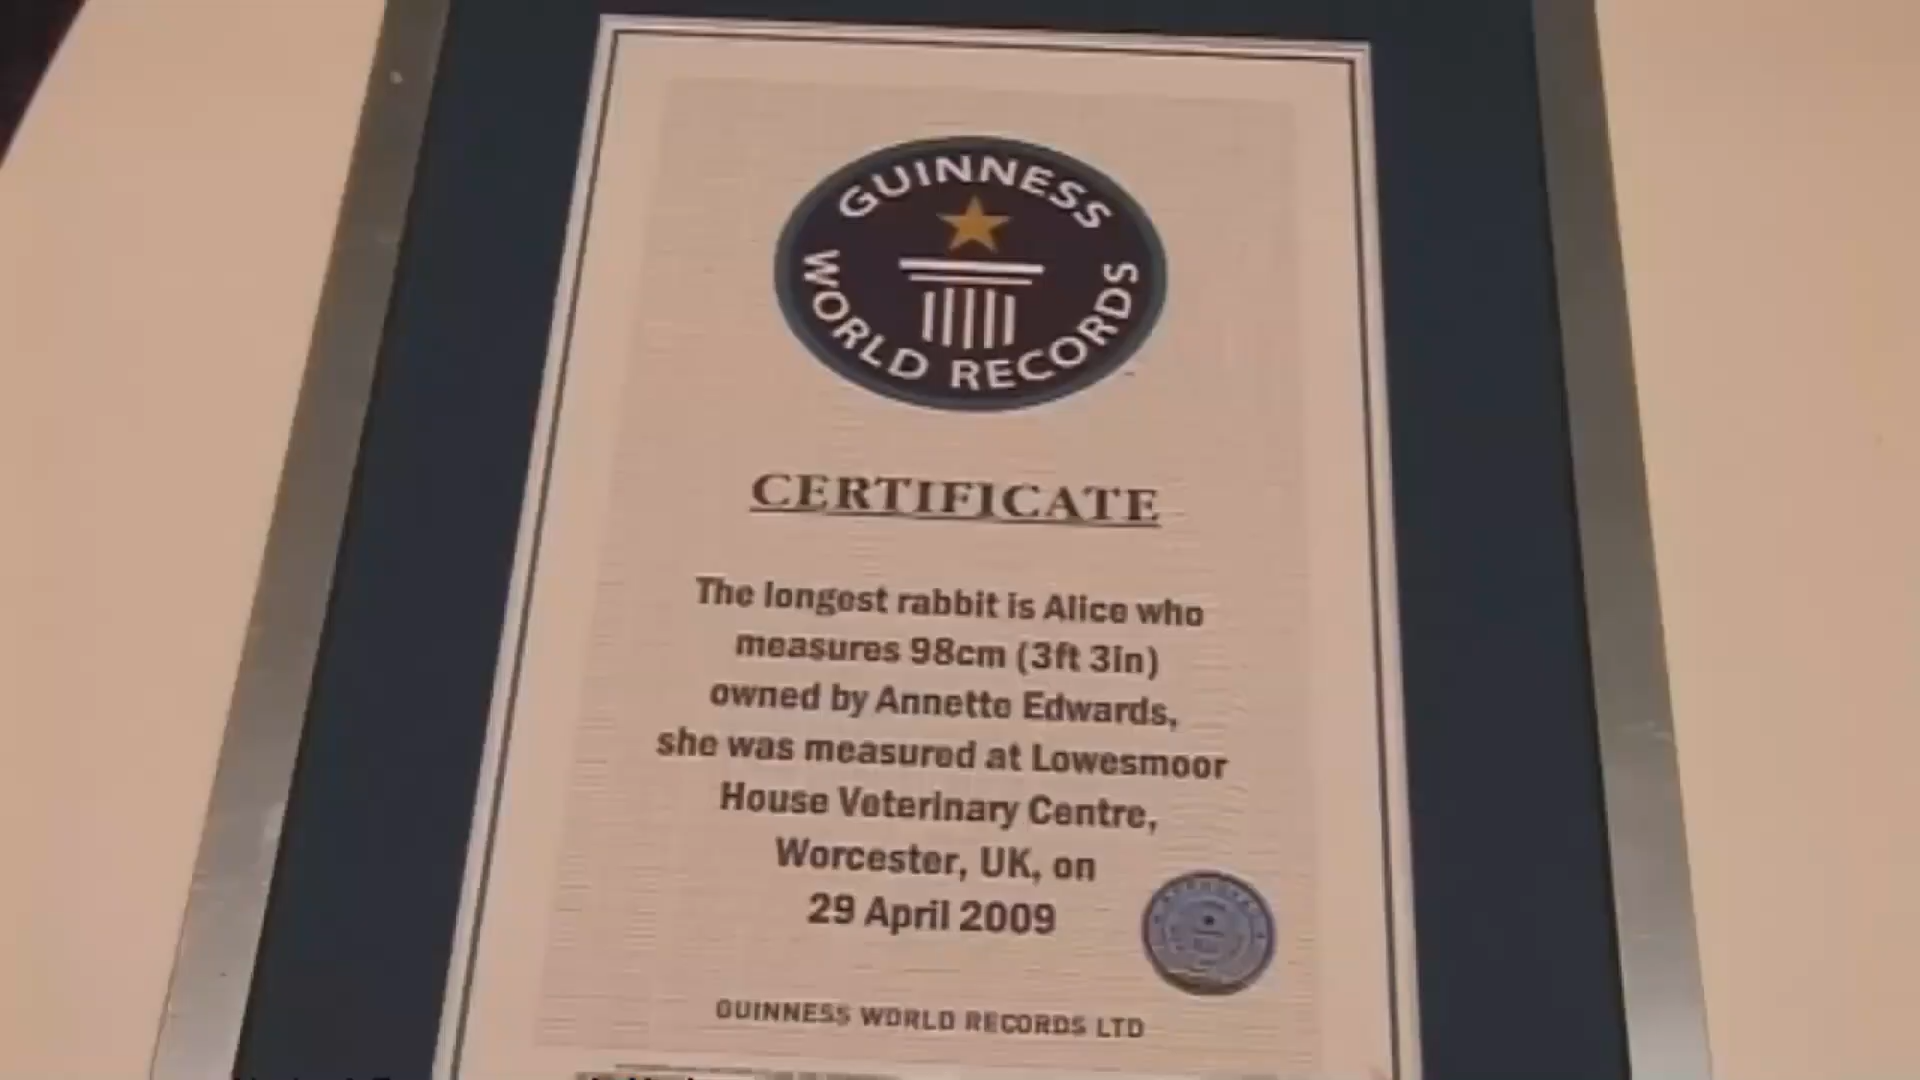 GUINNESS
WORLD RECORDS
CERTIFICATE
The longest rabbit is Alice who
measures 98cm (3ft 3in)
owned by Annette Edwards,
she was measured at Lowesmoor
House Veterinary Centre,
Worcester, UK, on
29 April 2009
GUINNESS WORLD RECORDS LTD